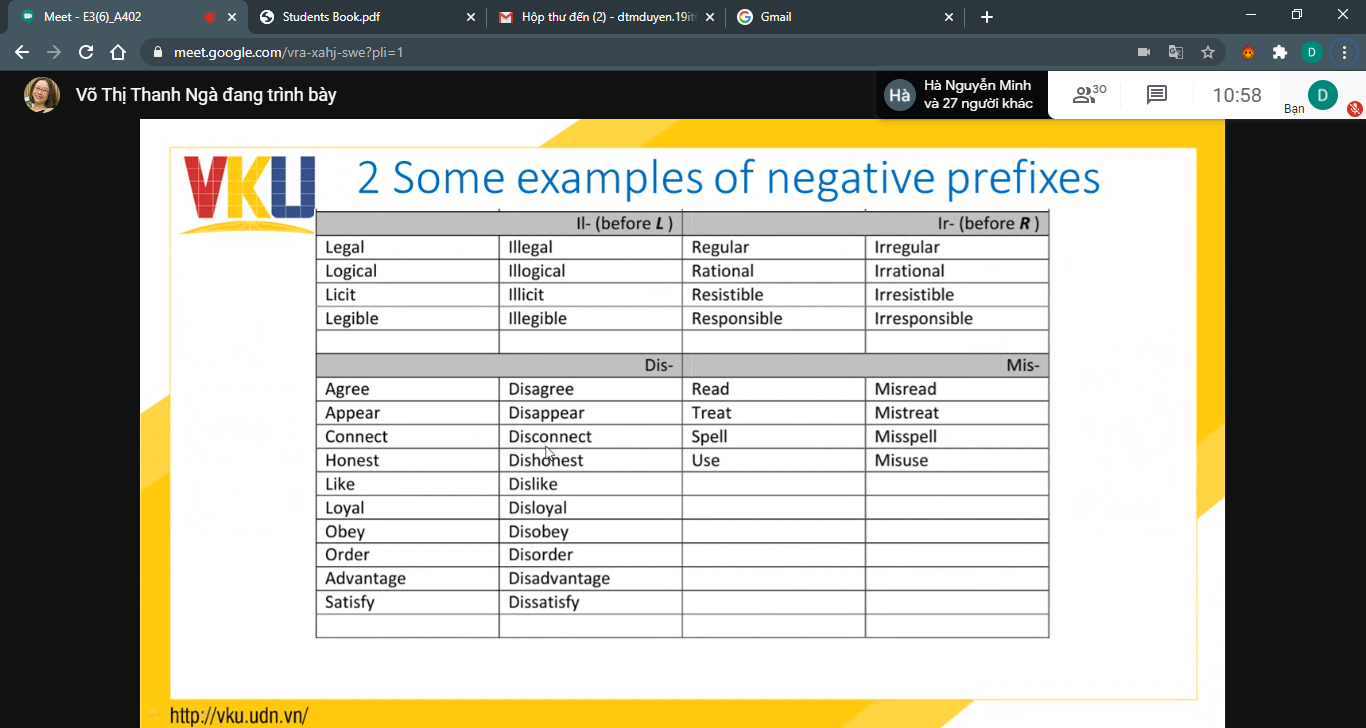 Meet - E3(6)_A402 Students Book.pdf Hộp thư đến (2) - dtmduyen.19it Gmail
meet.google.com/vra-xahj-swe?pli=1 D
Võ Thị Thanh Ngà đang trình bày Hà Hà Nguyễn Minh 30 10:58 D
và 27 người khác Bạn
VKU 2 Some examples of negative prefixes
Il- (before L ) Ir- (before R )
Legal Illegal Regular Irregular
Logical Illogical Rational Irrational
Licit Illicit Resistible Irresistible
Legible Illegible Responsible Irresponsible
Dis- Mis-
Agree Disagree Read Misread
Appear Disappear Treat Mistreat
Connect Disconnect Spell Misspell
Honest Dishonest Use Misuse
Like Dislike
Loyal Disloyal
Obey Disobey
Order Disorder
Advantage Disadvantage
Satisfy Dissatisfy
http://vku.udn.vn/